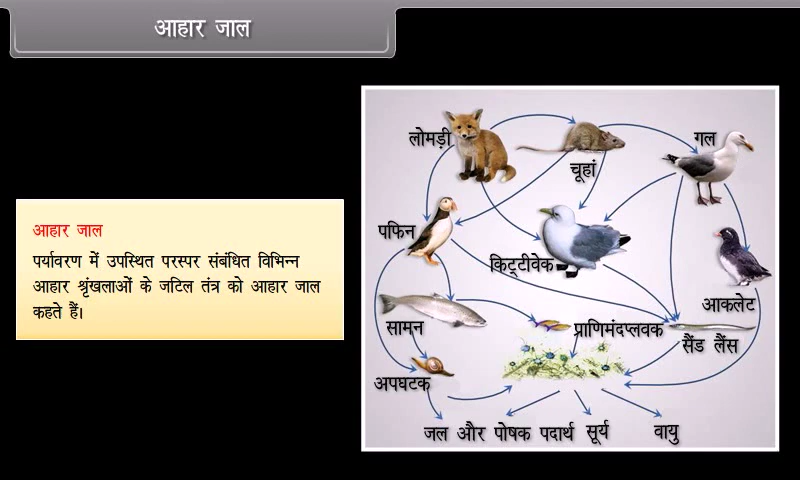 आहार जाल
आहार जाल
पर्यावरण में उपस्थित परस्पर संबंधित विभिन्न
आहार श्रृंखलाओं के जटिल तंत्र को आहार जाल
कहते हैं।
लोमड़ी
चूहां
गल
पफिन
किट्टीवेक
आकलेट
सामन
प्राणिमंदप्लवक
सैंड लैंस
अपघटक
जल और पोषक पदार्थ सूर्य वायु